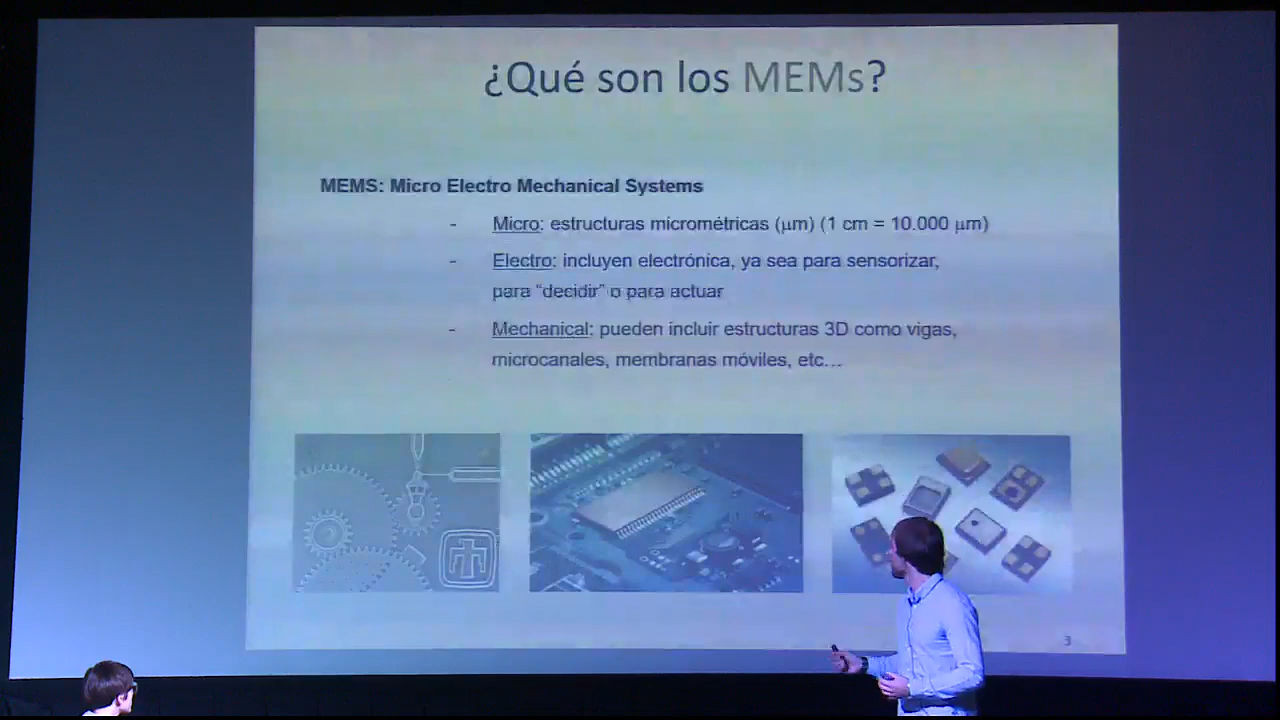 ¿Qué son los MEMs?
MEMS: Micro Electro Mechanical Systems
- Micro: estructuras micrométricas (μm) (1 cm = 10.000 μm)
- Electro: incluyen electrónica, ya sea para sensorizar,
para “decidir” o para actuar
- Mechanical: pueden incluir estructuras 3D como vigas,
microcanales, membranas móviles, etc…
3